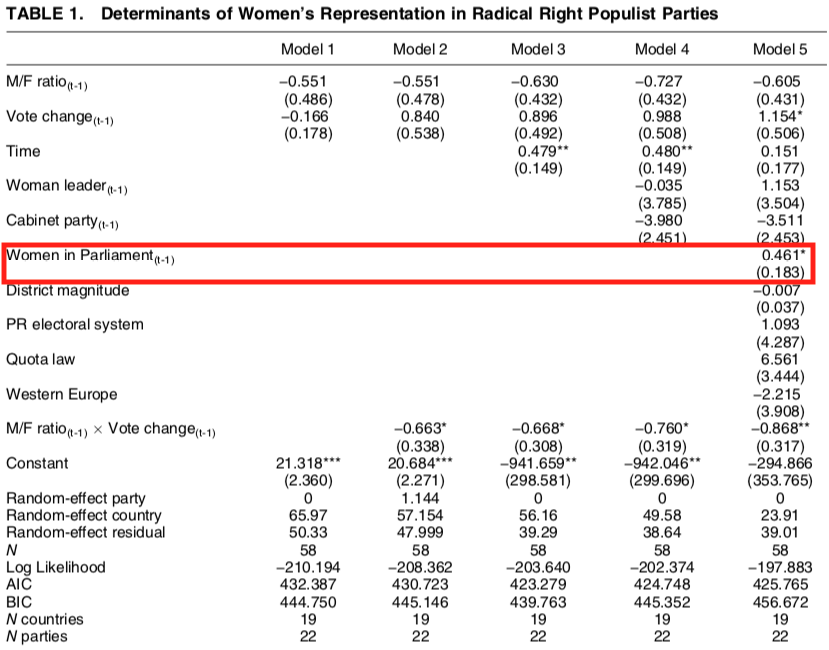 TABLE 1. Determinants of Women's Representation in Radical Right Populist Parties
Model 1 Model 2 Model 3 Model 4 Model 5
M/F ratio(t-1) −0.551 −0.551 −0.630 −0.727 −0.605
(0.486) (0.478) (0.432) (0.432) (0.431)
Vote change(t-1) −0.166 0.840 0.896 0.988 1.154*
(0.178) (0.538) (0.492) (0.508) (0.506)
Time 0.479** 0.480** 0.151
(0.149) (0.149) (0.177)
Woman leader(t-1) −0.035 1.153
(3.785) (3.504)
Cabinet party(t-1) −3.980 −3.511
(2.451) (2.453)
Women in Parliament(t-1) 0.461*
(0.183)
District magnitude −0.007
(0.037)
PR electoral system 1.093
(4.287)
Quota law 6.561
(3.444)
Western Europe −2.215
(3.908)
M/F ratio(t-1) × Vote change(t-1) −0.663* −0.668* −0.760* −0.868**
(0.338) (0.308) (0.319) (0.317)
Constant 21.318*** 20.684*** −941.659** −942.046** −294.866
(2.360) (2.271) (298.581) (299.696) (353.765)
Random-effect party 0 1.144 0 0 0
Random-effect country 65.97 57.154 56.16 49.58 23.91
Random-effect residual 50.33 47.999 39.29 38.64 39.01
N 58 58 58 58 58
Log Likelihood −210.194 −208.362 −203.640 −202.374 −197.883
AIC 432.387 430.723 423.279 424.748 425.765
BIC 444.750 445.146 439.763 445.352 456.672
N countries 19 19 19 19 19
N parties 22 22 22 22 22